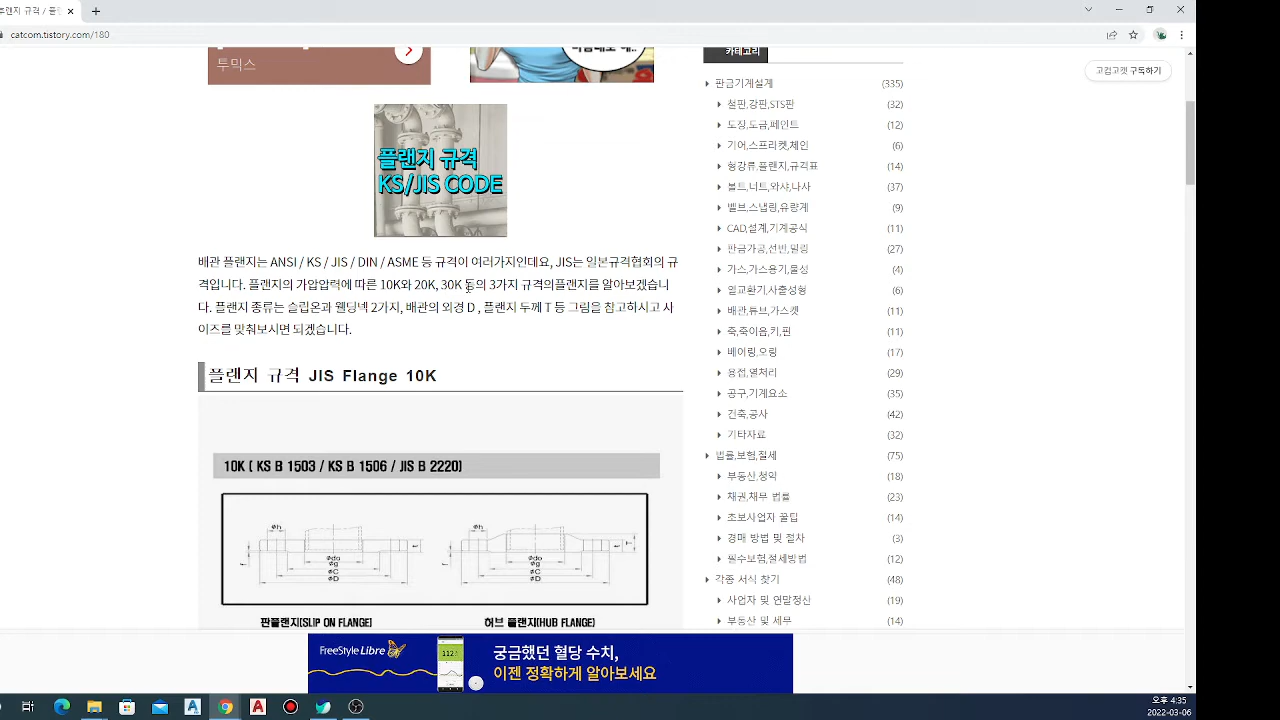 catcom.tistory.com/180
투믹스
카테고리
고컴고캣 구독하기
플랜지 규격
KS/JIS CODE
배관 플랜지는 ANSI / KS / JIS / DIN / ASME 등 규격이 여러가지인데요, JIS는 일본규격협회의 규
격입니다. 플랜지의 가압압력에 따른 10K와 20K, 30K 등의 3가지 규격의플랜지를 알아보겠습니
다. 플랜지 종류는 슬립온과 웰딩넥 2가지, 배관의 외경 D , 플랜지 두께 T 등 그림을 참고하시고 사
이즈를 맞춰보시면 되겠습니다.
플랜지 규격 JIS Flange 10K
10K ( KS B 1503 / KS B 1506 / JIS B 2220)
Øh
Øh
t
t
T
f
f
Ødo
Øg
ØC
ØD
Ødo
Øg
ØC
ØD
판플랜지(SLIP ON FLANGE)
허브 플랜지(HUB FLANGE)
판금기계설계 (335)
철판,강판,STS판 (32)
도장,도금,페인트 (12)
기어,스프리켓,체인 (6)
형강류,플랜지,규격표 (14)
볼트,너트,와샤,나사 (37)
벨브,스냅링,유량계 (9)
CAD,설계,기계공식 (11)
판금가공,선반,밀링 (27)
가스,가스용기,물성 (4)
열교환기,사출성형 (6)
배관,튜브,가스켓 (11)
축,축이음,키,핀 (11)
베어링,오링 (17)
용접,열처리 (29)
공구,기계요소 (35)
건축,공사 (42)
기타자료 (32)
법률,보험,절세 (75)
부동산,청약 (18)
채권,채무 법률 (23)
초보사업자 꿀팁 (14)
경매 방법 및 절차 (3)
필수보험,절세방법 (12)
각종 서식 찾기 (48)
사업자 및 연말정산 (19)
부동산 및 세무 (14)
FreeStyle Libre
112
궁금했던 혈당 수치,
이젠 정확하게 알아보세요
오후 4:35
2022-03-06